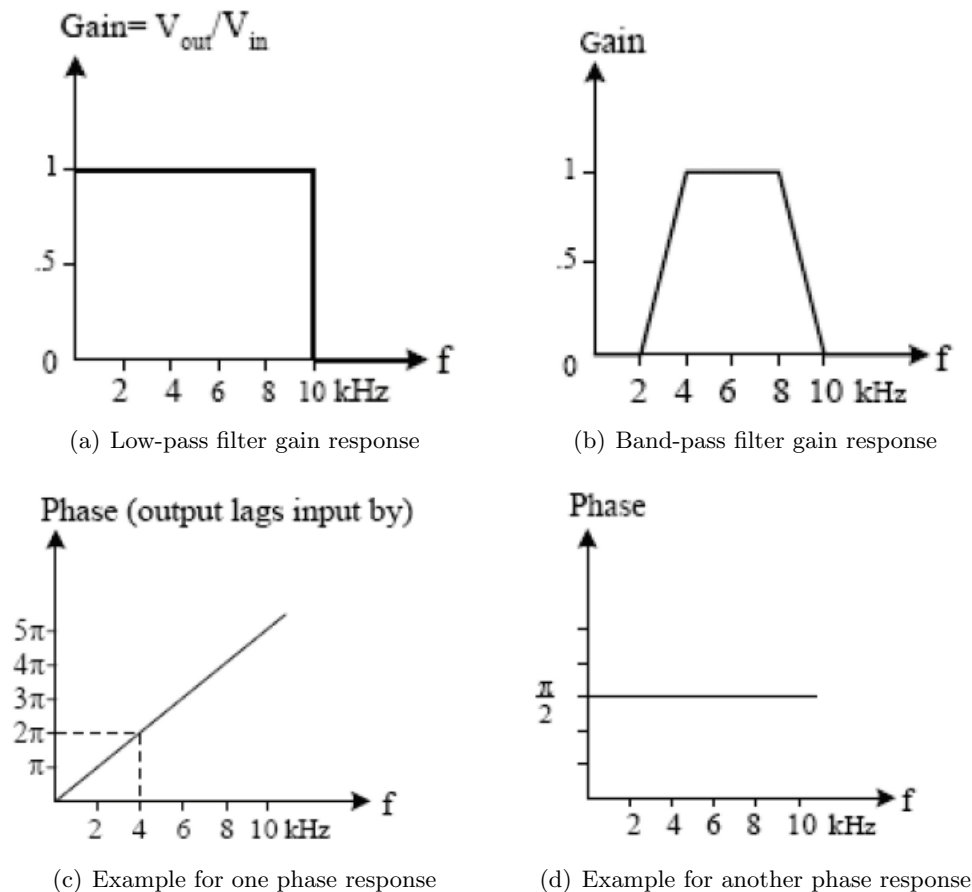 Gain= Vout/Vin
1
.5
0
2 4 6 8 10 kHz
f
(a) Low-pass filter gain response
Gain
1
.5
0
2 4 6 8 10 kHz
f
(b) Band-pass filter gain response
Phase (output lags input by)
5π
4π
3π
2π
π
2 4 6 8 10 kHz
f
(c) Example for one phase response
Phase
π
2
2 4 6 8 10 kHz
f
(d) Example for another phase response